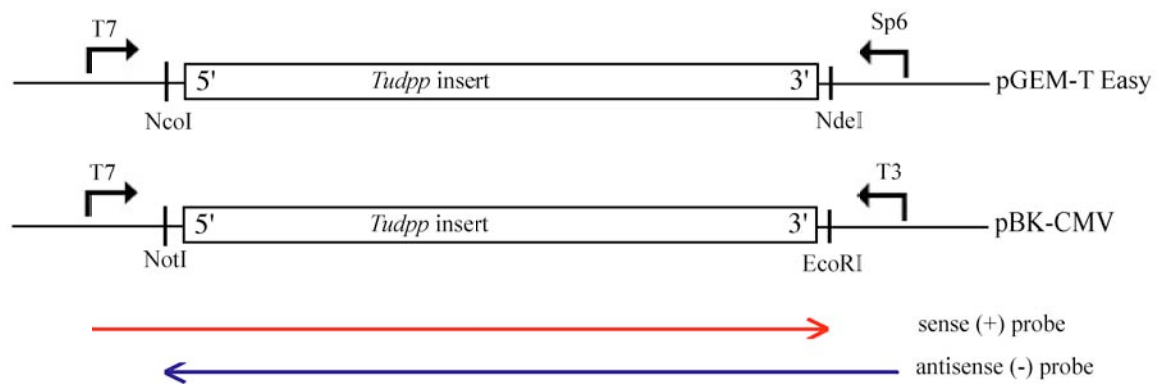 T7 Sp6
5' Tudpp insert 3' pGEM-T Easy
NcoI NdeI
T7 T3
5' Tudpp insert 3' pBK-CMV
NotI EcoRI
sense (+) probe
antisense (-) probe